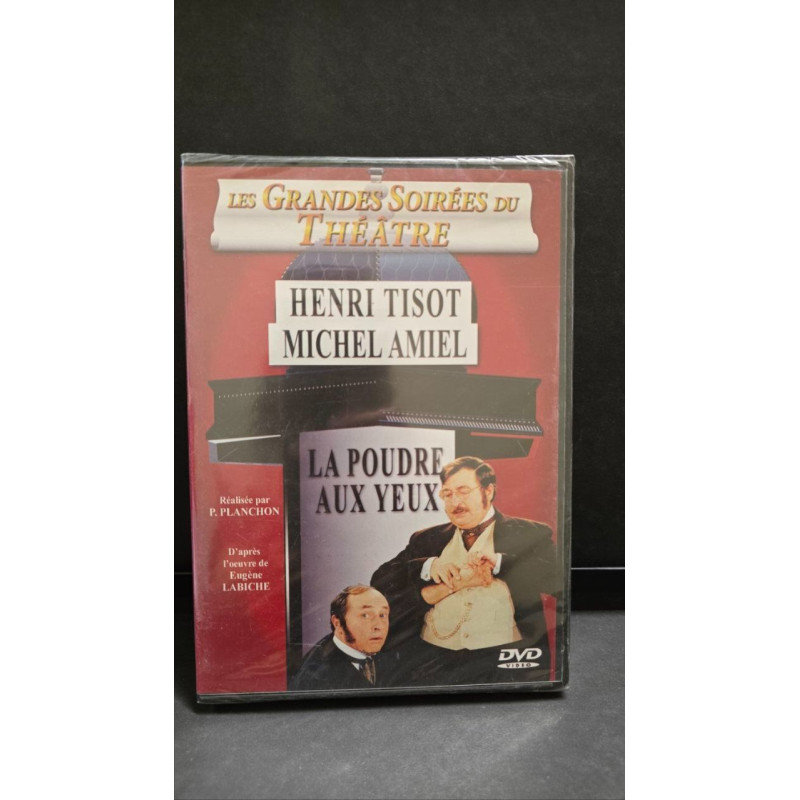 LES GRANDES SOIRÉES DU
THÉÂTRE
HENRI TISOT
MICHEL AMIEL
LA POUDRE
AUX YEUX
Réalisée par
P. PLANCHON
D'après
l'oeuvre de
Eugène
LABICHE
DVD
VIDEO